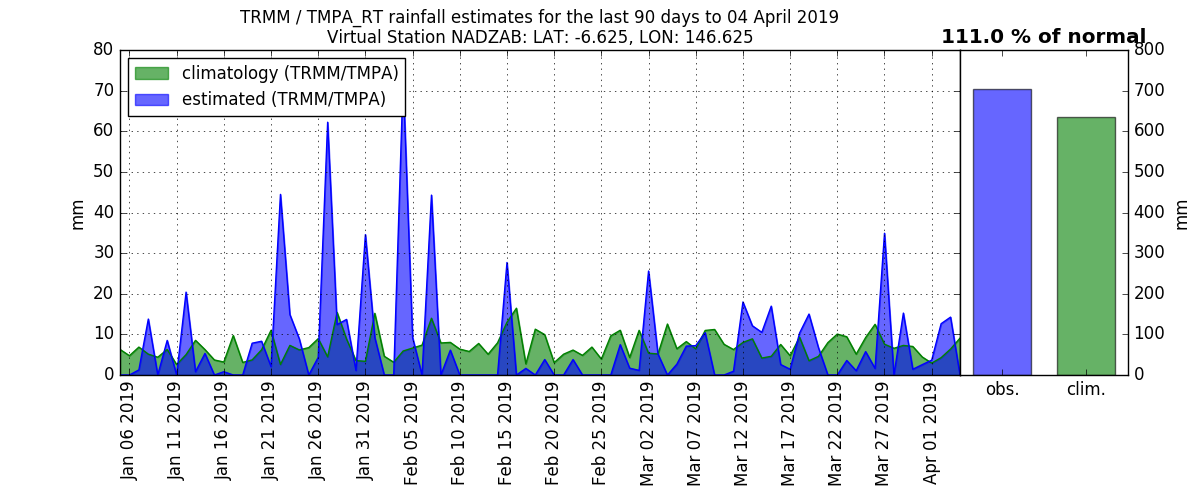 TRMM / TMPA_RT rainfall estimates for the last 90 days to 04 April 2019
Virtual Station NADZAB: LAT: -6.625, LON: 146.625
111.0 % of normal
climatology (TRMM/TMPA)
estimated (TRMM/TMPA)
80
70
60
50
40
30
20
10
0
mm
800
700
600
500
400
300
200
100
0
mm
Jan 06 2019
Jan 11 2019
Jan 16 2019
Jan 21 2019
Jan 26 2019
Jan 31 2019
Feb 05 2019
Feb 10 2019
Feb 15 2019
Feb 20 2019
Feb 25 2019
Mar 02 2019
Mar 07 2019
Mar 12 2019
Mar 17 2019
Mar 22 2019
Mar 27 2019
Apr 01 2019
obs.
clim.